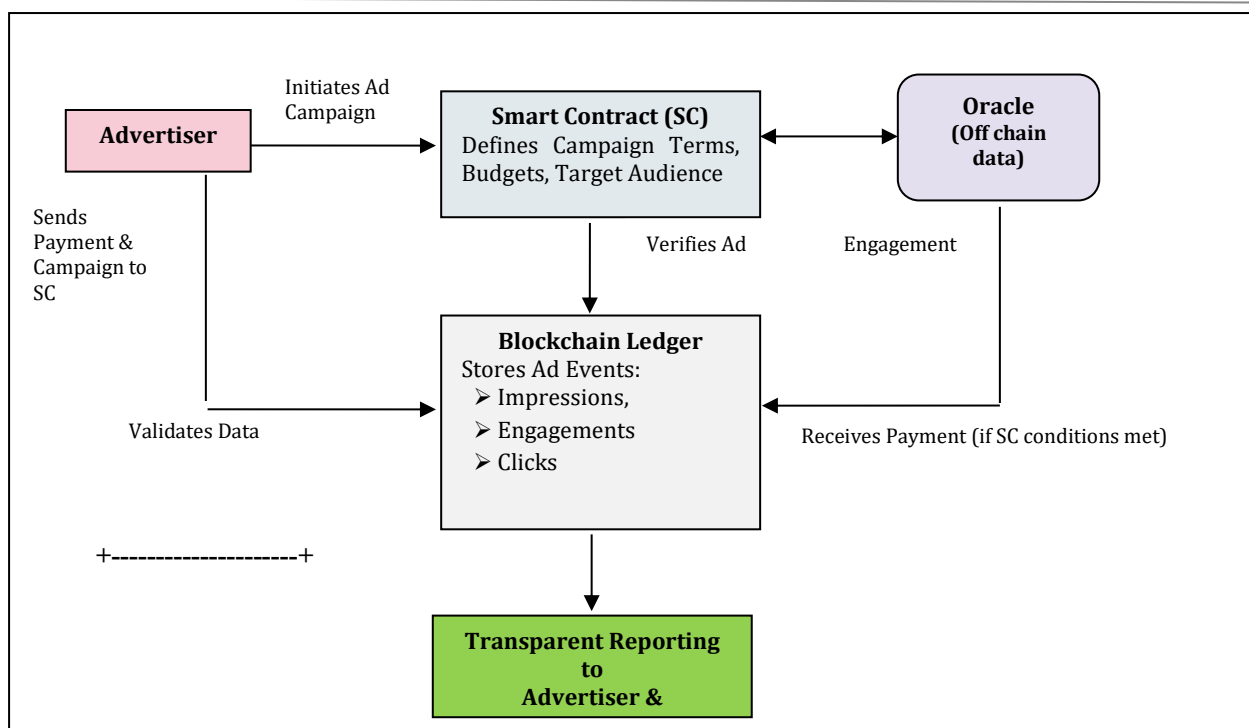 Initiates Ad
Campaign
Advertiser
Smart Contract (SC)
Defines Campaign Terms,
Budgets, Target Audience
Oracle
(Off chain
data)
Sends
Payment &
Campaign to
SC
Verifies Ad
Engagement
Blockchain Ledger
Stores Ad Events:
➢ Impressions,
➢ Engagements
➢ Clicks
Validates Data
Receives Payment (if SC conditions met)
+---------------------+
Transparent Reporting
to
Advertiser &